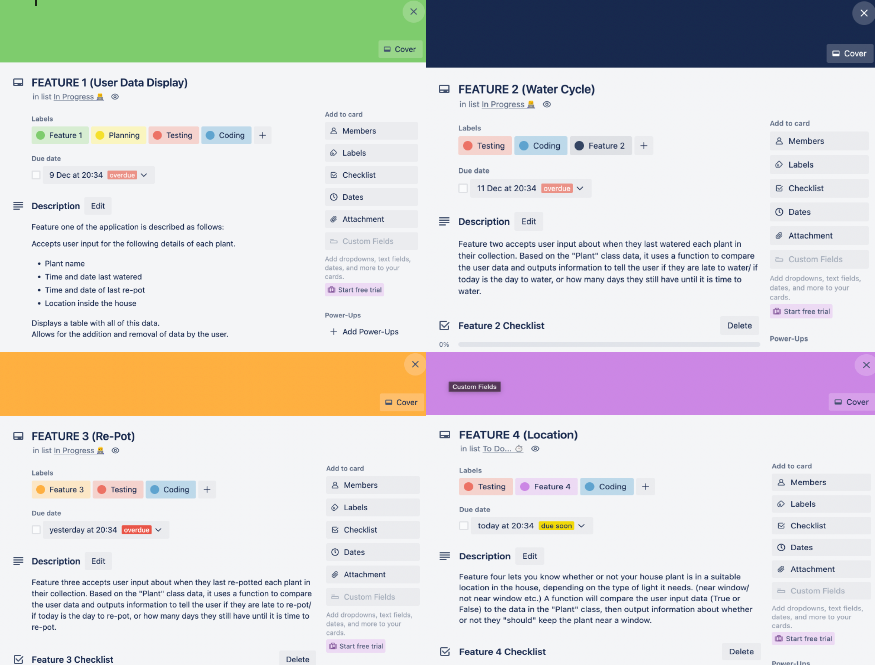 Cover
FEATURE 1 (User Data Display)
in list In Progress
Labels
Feature 1
Planning
Testing
Coding
+
Due date
9 Dec at 20:34 overdue
Description Edit
Feature one of the application is described as follows:
Accepts user input for the following details of each plant.
• Plant name
• Time and date last watered
• Time and date of last re-pot
• Location inside the house
Displays a table with all of this data.
Allows for the addition and removal of data by the user.
Add to card
Members
Labels
Checklist
Dates
Attachment
Custom Fields
Add dropdowns, text fields,
dates, and more to your
cards.
Start free trial
Power-Ups
+ Add Power-Ups
Cover
FEATURE 2 (Water Cycle)
in list In Progress
Labels
Testing
Coding
Feature 2
+
Due date
11 Dec at 20:34 overdue
Description Edit
Feature two accepts user input about when they last watered each plant in
their collection. Based on the "Plant" class data, it uses a function to compare
the user data and outputs information to tell the user if they are late to water/ if
today is the day to water, or how many days they still have until it is time to
water.
Feature 2 Checklist Delete
0%
Add to card
Members
Labels
Checklist
Dates
Attachment
Custom Fields
Add dropdowns, text fields,
dates, and more to your
cards.
Start free trial
Power-Ups
Cover
FEATURE 3 (Re-Pot)
in list In Progress
Labels
Feature 3
Testing
Coding
+
Due date
yesterday at 20:34 overdue
Description Edit
Feature three accepts user input about when they last re-potted each plant in
their collection. Based on the "Plant" class data, it uses a function to compare
the user data and outputs information to tell the user if they are late to re-pot/
if today is the day to re-pot, or how many days they still have until it is time to
re-pot.
Feature 3 Checklist Delete
Add to card
Members
Labels
Checklist
Dates
Attachment
Custom Fields
Add dropdowns, text fields,
dates, and more to your
cards.
Start free trial
Custom Fields
Cover
FEATURE 4 (Location)
in list To Do...
Labels
Testing
Feature 4
Coding
+
Due date
today at 20:34 due soon
Description Edit
Feature four lets you know whether or not your house plant is in a suitable
location in the house, depending on the type of light it needs. (near window/
not near window etc.) A function will compare the user input data (True or
False) to the data in the "Plant" class, then output information about whether
or not they "should" keep the plant near a window.
Feature 4 Checklist Delete
Add to card
Members
Labels
Checklist
Dates
Attachment
Custom Fields
Add dropdowns, text fields,
dates, and more to your
cards.
Start free trial
Power-Ups